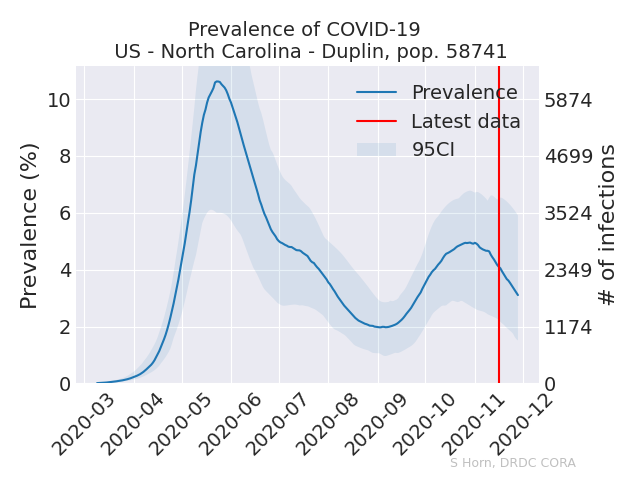 Prevalence of COVID-19
US - North Carolina - Duplin, pop. 58741
Prevalence
Latest data
95CI
Prevalence (%)
10
8
6
4
2
0
# of infections
5874
4699
3524
2349
1174
0
2020-03
2020-04
2020-05
2020-06
2020-07
2020-08
2020-09
2020-10
2020-11
2020-12
S Horn, DRDC CORA